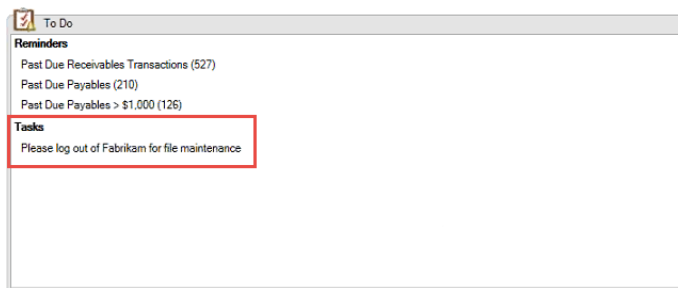 To Do
Reminders
Past Due Receivables Transactions (527)
Past Due Payables (210)
Past Due Payables > $1,000 (126)
Tasks
Please log out of Fabrikam for file maintenance